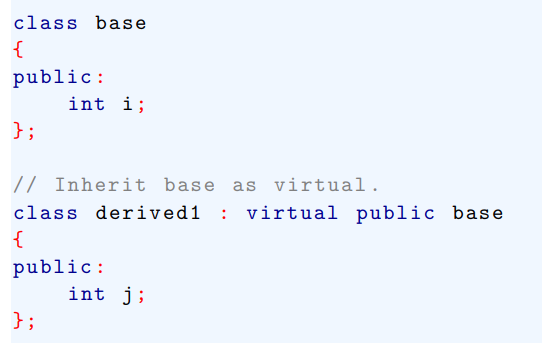 class base
{
public:
    int i;
};

// Inherit base as virtual.
class derived1 : virtual public base
{
public:
    int j;
};